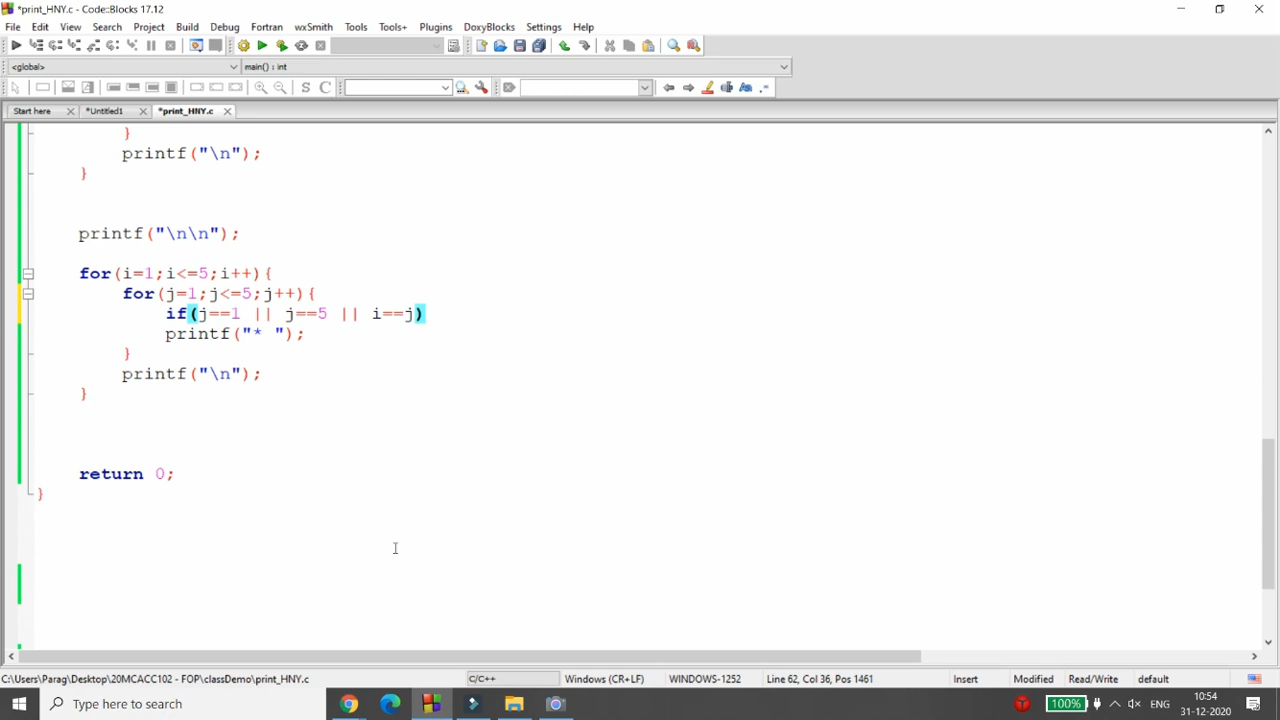 *print_HNY.c - Code::Blocks 17.12
File Edit View Search Project Build Debug Fortran wxSmith Tools Tools+ Plugins DoxyBlocks Settings Help
<global> main() : int
S C
Start here *Untitled1 *print_HNY.c
}
printf("\n");
}
printf("\n\n");
for(i=1;i<=5;i++){
for(j=1;j<=5;j++){
if(j==1 || j==5 || i==j)
printf("* ");
}
printf("\n");
}
return 0;
}
C:\Users\Parag\Desktop\20MCACC102 - FOP\classDemo\print_HNY.c C/C++ Windows (CR+LF) WINDOWS-1252 Line 62, Col 36, Pos 1461 Insert Modified Read/Write default
Type here to search 100% ENG 10:54
31-12-2020